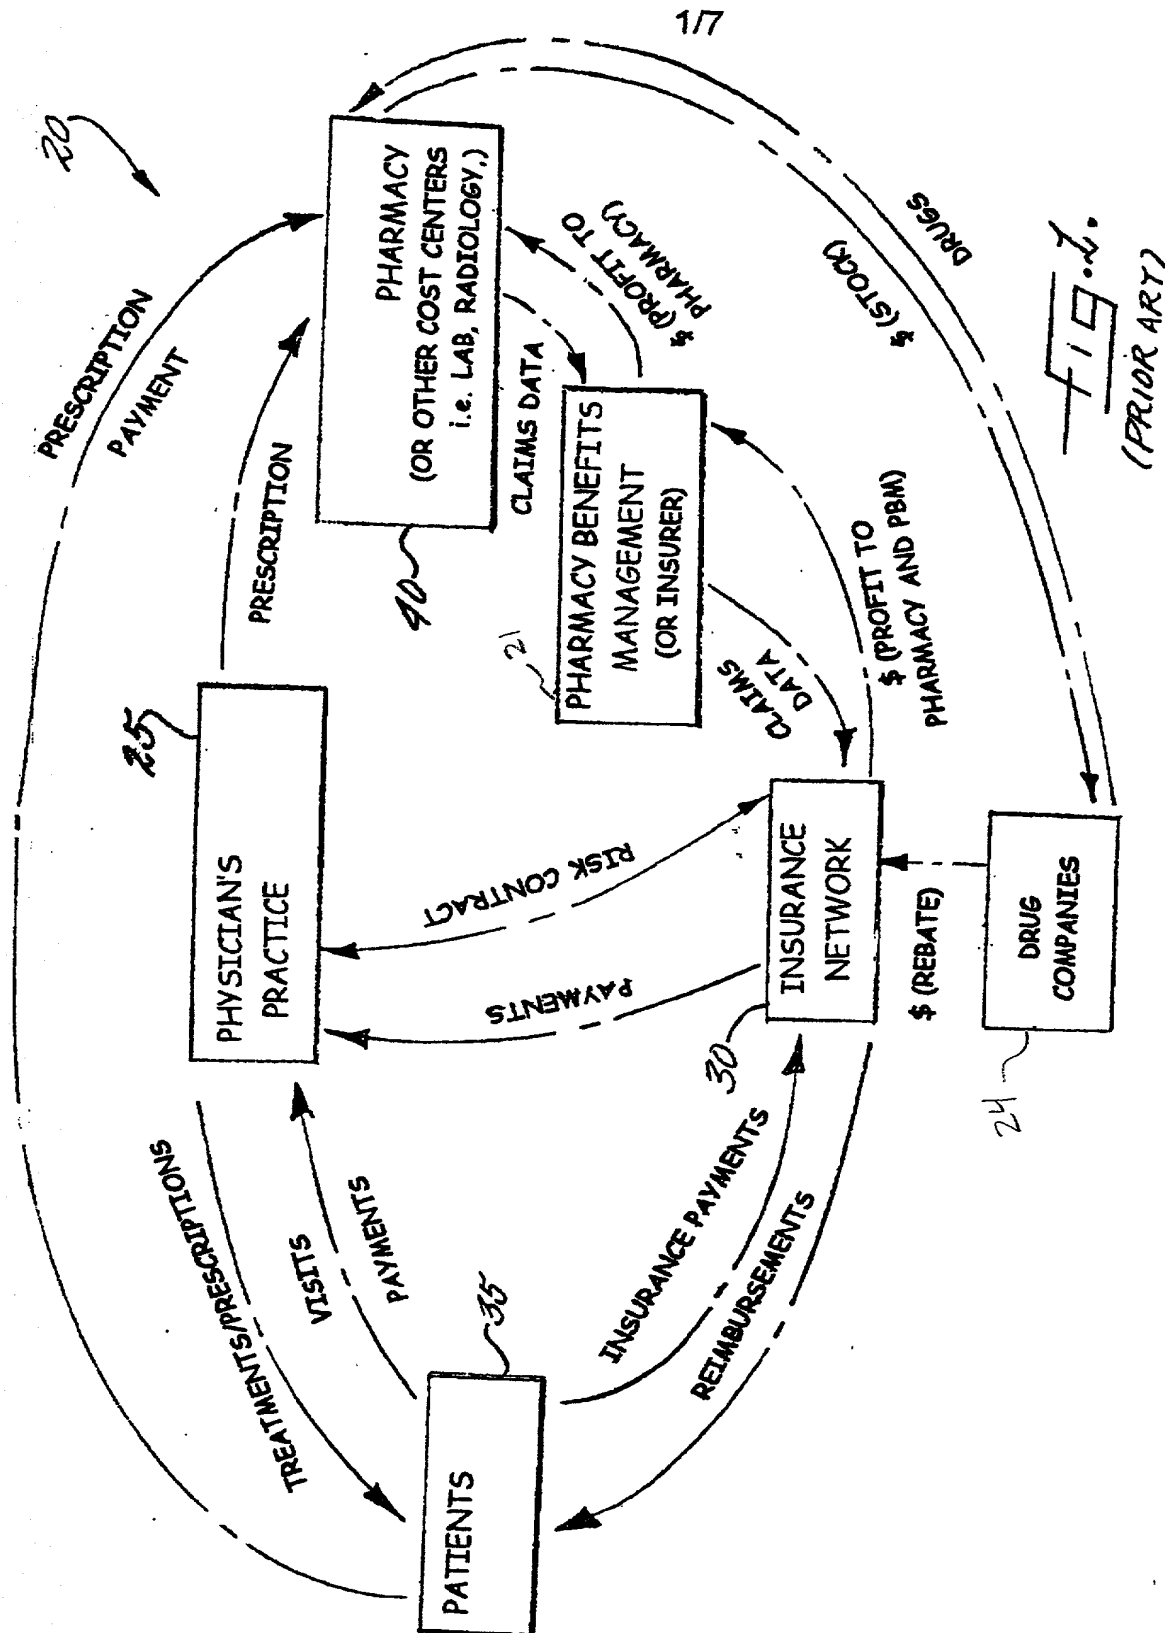 1/7
20
PRESCRIPTION
PAYMENT
PRESCRIPTION
25
PHYSICIAN'S
PRACTICE
40
PHARMACY
(OR OTHER COST CENTERS
i.e. LAB, RADIOLOGY,)
TREATMENTS/PRESCRIPTIONS
VISITS
PAYMENTS
PAYMENTS
RISK CONTRACT
CLAIMS DATA
$ (PROFIT TO
PHARMACY)
21
PHARMACY BENEFITS
MANAGEMENT
(OR INSURER)
CLAIMS
DATA
$ (PROFIT TO
PHARMACY AND PBM)
35
PATIENTS
INSURANCE PAYMENTS
REIMBURSEMENTS
30
INSURANCE
NETWORK
$ (REBATE)
24
DRUG
COMPANIES
$ (STOCK)
DRUGS
Fig. 1.
(PRIOR ART)